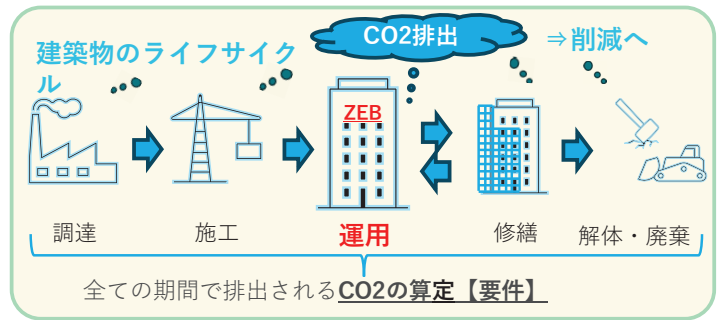 建築物のライフサイク
ル
CO2排出
⇒削減へ
ZEB
調達
施工
運用
修繕
解体・廃棄
全ての期間で排出されるCO2の算定【要件】